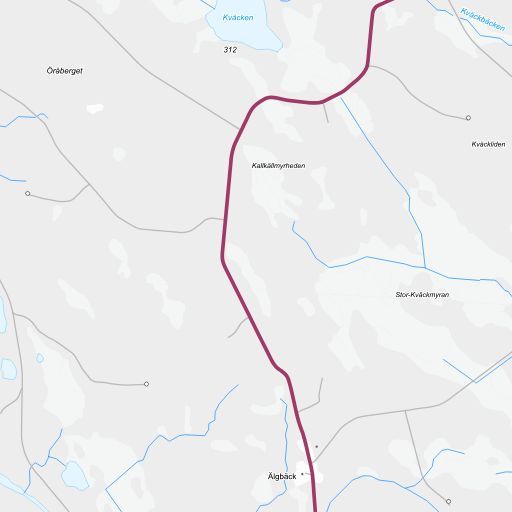 Kväcken
Kväckbäcken
312
Öråberget
Kväckliden
Kallkällmyrheden
Stor-Kväckmyran
Älgbäck